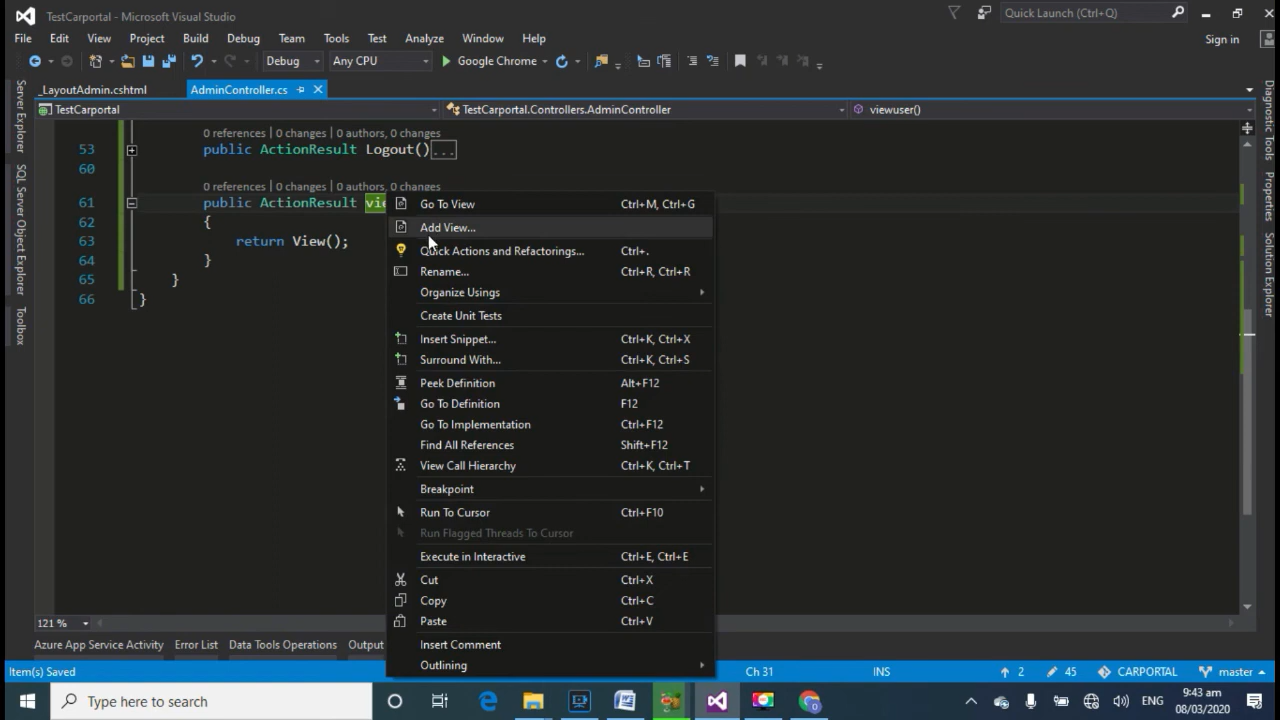 TestCarportal - Microsoft Visual Studio
Quick Launch (Ctrl+Q)
File Edit View Project Build Debug Team Tools Test Analyze Window Help
Sign in
Debug Any CPU Google Chrome
_LayoutAdmin.cshtml AdminController.cs
TestCarportal TestCarportal.Controllers.AdminController viewuser()
Server Explorer
SQL Server Object Explorer
Toolbox
Diagnostic Tools
Properties
Solution Explorer
0 references | 0 changes | 0 authors, 0 changes
53 public ActionResult Logout()...
60
0 references | 0 changes | 0 authors, 0 changes
61 public ActionResult vie
62 {
63 return View();
64 }
65 }
66 }
Go To View Ctrl+M, Ctrl+G
Add View...
Quick Actions and Refactorings... Ctrl+.
Rename... Ctrl+R, Ctrl+R
Organize Usings
Create Unit Tests
Insert Snippet... Ctrl+K, Ctrl+X
Surround With... Ctrl+K, Ctrl+S
Peek Definition Alt+F12
Go To Definition F12
Go To Implementation Ctrl+F12
Find All References Shift+F12
View Call Hierarchy Ctrl+K, Ctrl+T
Breakpoint
Run To Cursor Ctrl+F10
Run Flagged Threads To Cursor
Execute in Interactive Ctrl+E, Ctrl+E
Cut Ctrl+X
Copy Ctrl+C
Paste Ctrl+V
Insert Comment
Outlining
121 %
Azure App Service Activity Error List Data Tools Operations Output
Item(s) Saved Ch 31 INS 2 45 CARPORTAL master
Type here to search
ENG
9:43 am
08/03/2020